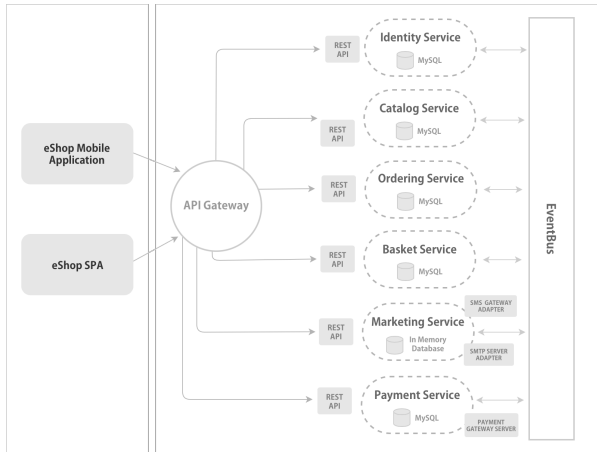 eShop Mobile
Application
eShop SPA
API Gateway
REST
API
Identity Service
MySQL
REST
API
Catalog Service
MySQL
REST
API
Ordering Service
MySQL
REST
API
Basket Service
MySQL
REST
API
Marketing Service
In Memory
Database
SMS GATEWAY
ADAPTER
SMTP SERVER
ADAPTER
REST
API
Payment Service
MySQL
PAYMENT
GATEWAY SERVER
EventBus